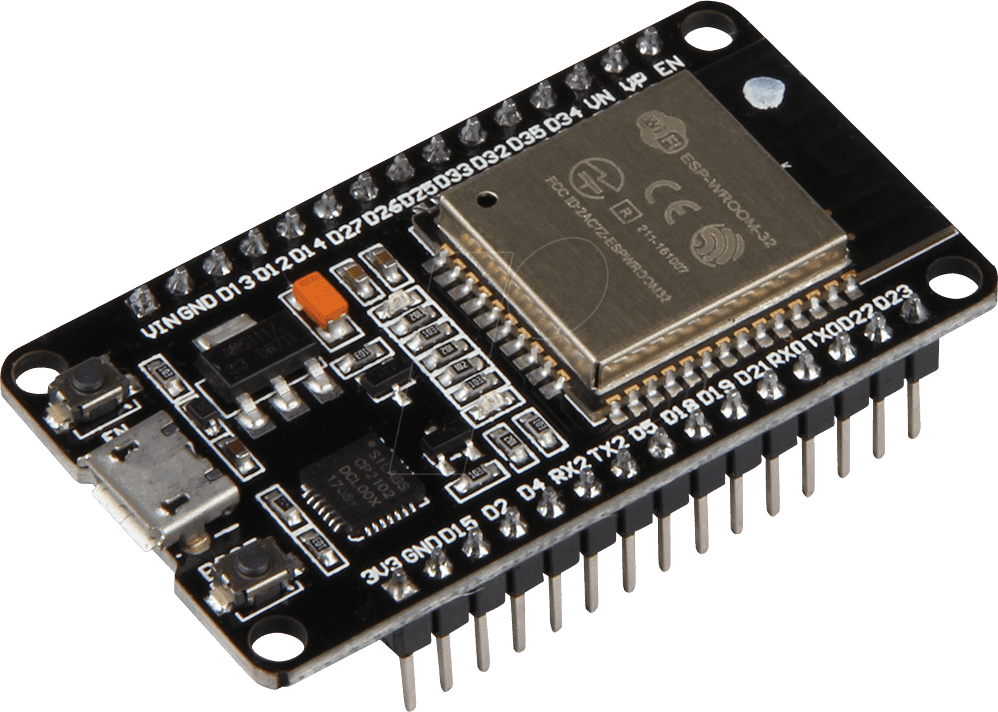 VIN GND D13 D12 D14 D27 D26 D25 D33 D32 D35 D34 VN VP EN
WiFi
ESP-WROOM-32
CE
R
211-161007
FCC ID:2AC7Z-ESPWROOM32
EN
CP2102
DCL00X
3V3 GND D15 D2 D4 RX2 TX2 D5 D18 D19 D21 RX0 TX0 D22 D23